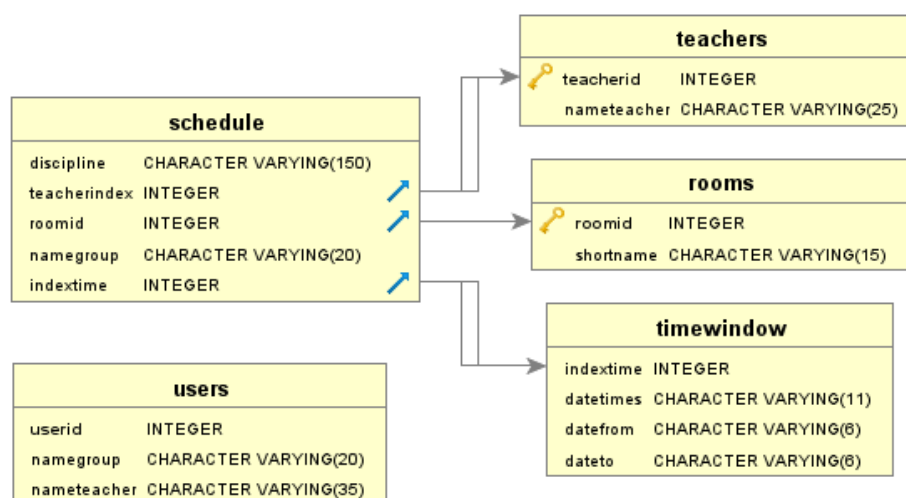 schedule
discipline CHARACTER VARYING(150)
teacherindex INTEGER
roomid INTEGER
namegroup CHARACTER VARYING(20)
indextime INTEGER
teachers
teacherid INTEGER
nameteacher CHARACTER VARYING(25)
rooms
roomid INTEGER
shortname CHARACTER VARYING(15)
timewindow
indextime INTEGER
datetimes CHARACTER VARYING(11)
datefrom CHARACTER VARYING(6)
dateto CHARACTER VARYING(6)
users
userid INTEGER
namegroup CHARACTER VARYING(20)
nameteacher CHARACTER VARYING(35)